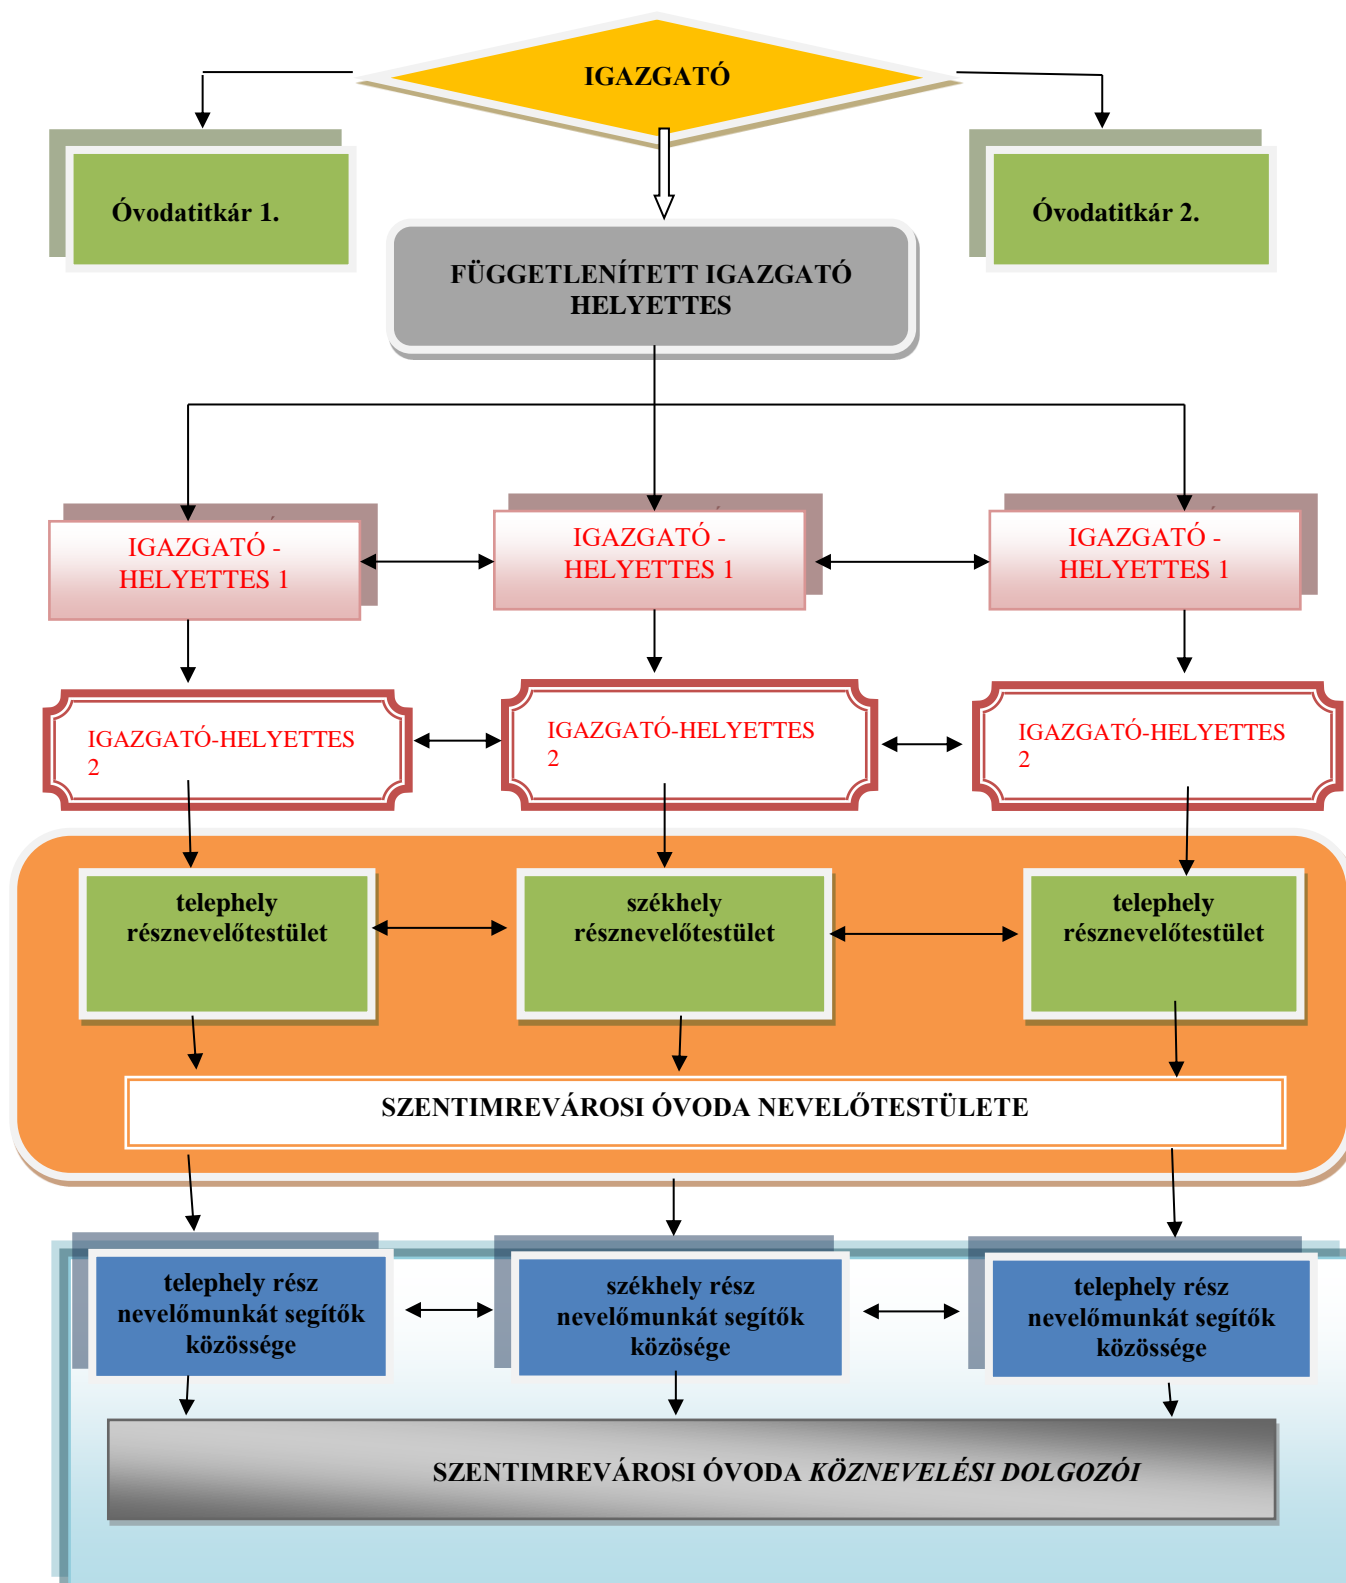 IGAZGATÓ
Óvodatitkár 1.
Óvodatitkár 2.
FÜGGETLENÍTETT IGAZGATÓ
HELYETTES
IGAZGATÓ -
HELYETTES 1
IGAZGATÓ -
HELYETTES 1
IGAZGATÓ -
HELYETTES 1
IGAZGATÓ-HELYETTES
2
IGAZGATÓ-HELYETTES
2
IGAZGATÓ-HELYETTES
2
telephely
résznevelőtestület
székhely
résznevelőtestület
telephely
résznevelőtestület
SZENTIMREVÁROSI ÓVODA NEVELŐTESTÜLETE
telephely rész
nevelőmunkát segítők
közössége
székhely rész
nevelőmunkát segítők
közösége
telephely rész
nevelőmunkát segítők
közössége
SZENTIMREVÁROSI ÓVODA KÖZNEVELÉSI DOLGOZÓI